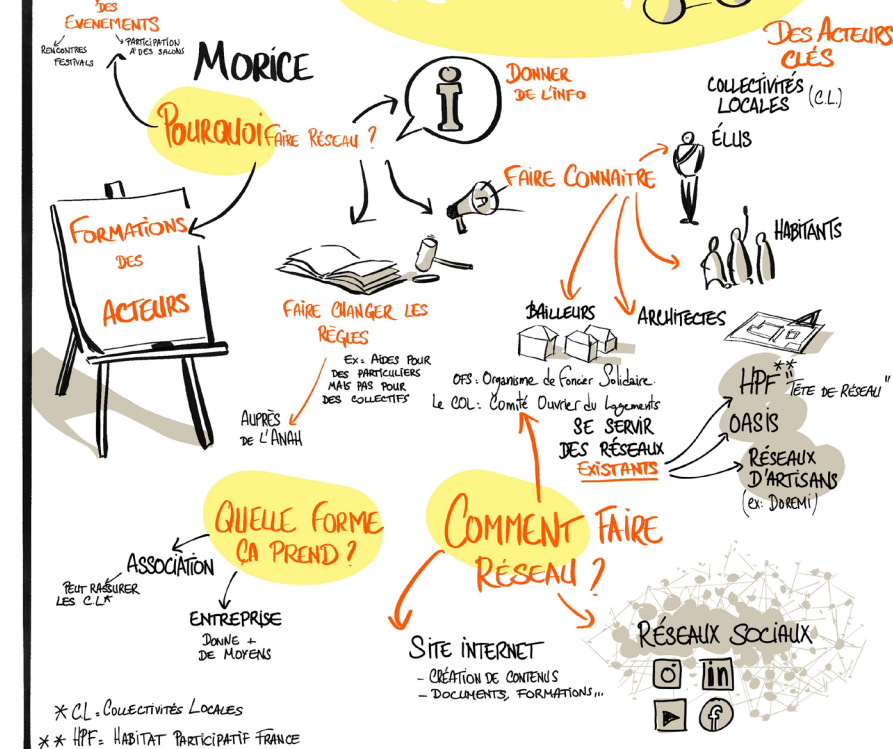 DES
EVENEMENTS
RENCONTRES
FESTIVALS
PARTICIPATION
A DES SALONS
MORICE
POURQUOI FAIRE RÉSEAU ?
i
DONNER
DE L'INFO
DES ACTEURS
CLÉS
COLLECTIVITÉS
LOCALES (C.L.)
ÉLUS
FAIRE CONNAITRE
HABITANTS
FORMATIONS
DES
ACTEURS
FAIRE CHANGER LES
RÈGLES
EX= AIDES POUR
DES PARTICULIERS
MAIS PAS POUR
DES COLLECTIFS
AUPRÈS
DE L'ANAH
BAILLEURS
ARCHITECTES
OFS: Organisme de Foncier Solidaire.
Le COL: Comité Ouvrier du Logements
SE SERVIR
DES RÉSEAUX
EXISTANTS
HPF** "TÊTE DE RÉSEAU"
OASIS
RÉSEAUX
D'ARTISANS
(ex: DOREMI)
QUELLE FORME
ÇA PREND ?
ASSOCIATION
PEUT RASSURER
LES C.L*
ENTREPRISE
DONNE +
DE MOYENS
COMMENT FAIRE
RÉSEAU ?
SITE INTERNET
- CRÉATION DE CONTENUS
- DOCUMENTS, FORMATIONS...
RÉSEAUX SOCIAUX
in
f
* CL = COLLECTIVITÉS LOCALES
** HPF = HABITAT PARTICIPATIF FRANCE